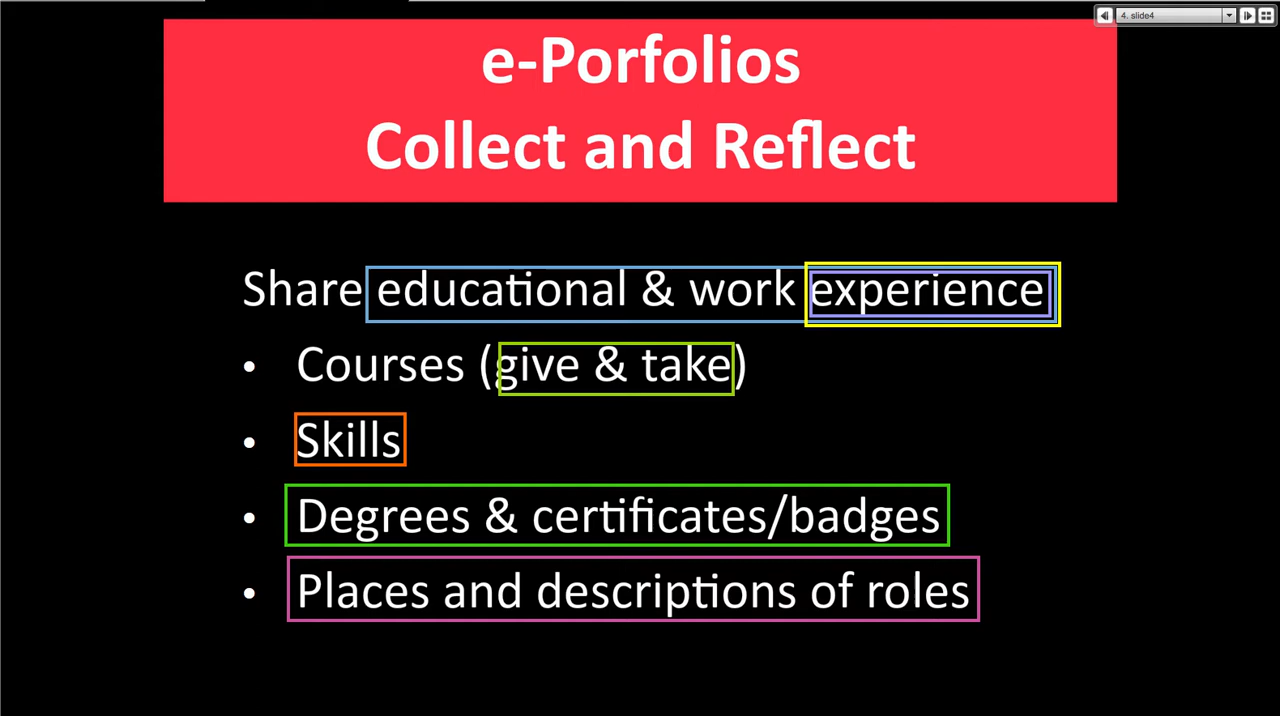 4. slide4
e-Porfolios
Collect and Reflect
Share educational & work experience
• Courses (give & take)
• Skills
• Degrees & certificates/badges
• Places and descriptions of roles